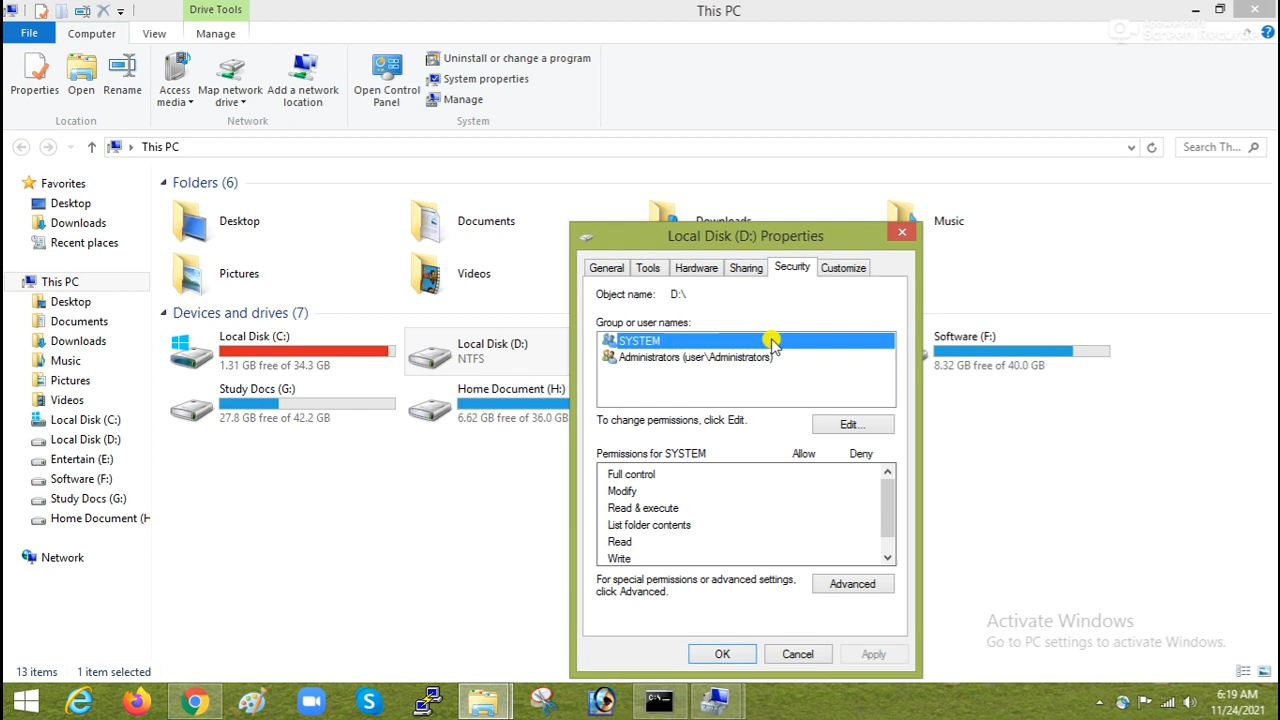 Drive Tools
This PC
File
Computer
View
Manage
Apowersoft
Screen Recorder
Properties
Open
Rename
Access media
Map network drive
Add a network location
Open Control Panel
Uninstall or change a program
System properties
Manage
Location
Network
System
This PC
Search Th...
Favorites
Desktop
Downloads
Recent places
This PC
Desktop
Documents
Downloads
Music
Pictures
Videos
Local Disk (C:)
Local Disk (D:)
Entertain (E:)
Software (F:)
Study Docs (G:)
Home Document (H
Network
Folders (6)
Desktop
Documents
Downloads
Music
Pictures
Videos
Devices and drives (7)
Local Disk (C:)
1.31 GB free of 34.3 GB
Local Disk (D:)
NTFS
Software (F:)
8.32 GB free of 40.0 GB
Study Docs (G:)
27.8 GB free of 42.2 GB
Home Document (H:)
6.62 GB free of 36.0 GB
Local Disk (D:) Properties
General
Tools
Hardware
Sharing
Security
Customize
Object name: D:\
Group or user names:
SYSTEM
Administrators (user\Administrators)
To change permissions, click Edit.
Edit...
Permissions for SYSTEM
Allow
Deny
Full control
Modify
Read & execute
List folder contents
Read
Write
For special permissions or advanced settings,
click Advanced.
Advanced
OK
Cancel
Apply
Activate Windows
Go to PC settings to activate Windows.
13 items
1 item selected
6:19 AM
11/24/2021